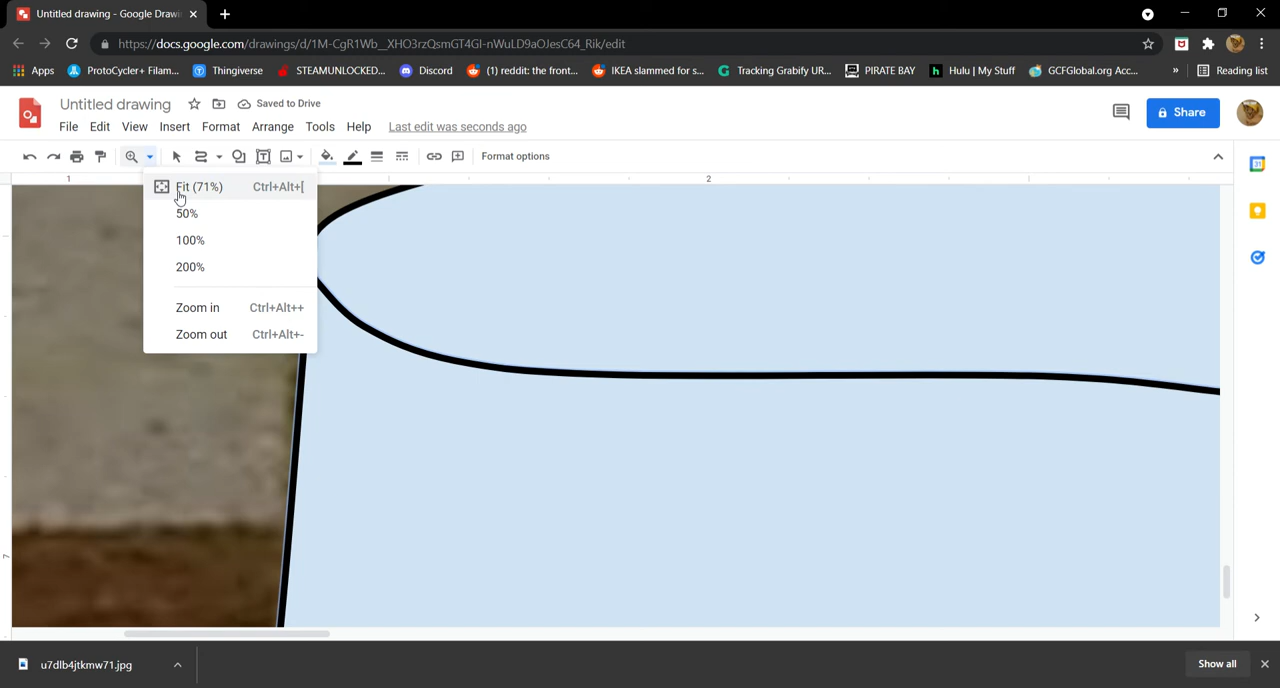 Untitled drawing - Google Drawi
https://docs.google.com/drawings/d/1M-CgR1Wb__XHO3rzQsmGT4GI-nWuLD9aOJesC64_Rik/edit
Apps ProtoCycler+ Filam... Thingiverse STEAMUNLOCKED... Discord (1) reddit: the front... IKEA slammed for s... Tracking Grabify UR... PIRATE BAY Hulu | My Stuff GCFGlobal.org Acc... » Reading list
Untitled drawing Saved to Drive
Share
File Edit View Insert Format Arrange Tools Help Last edit was seconds ago
Format options
1 2
Fit (71%) Ctrl+Alt+[
50%
100%
200%
Zoom in Ctrl+Alt++
Zoom out Ctrl+Alt+-
7
31
u7dlb4jtkmw71.jpg
Show all